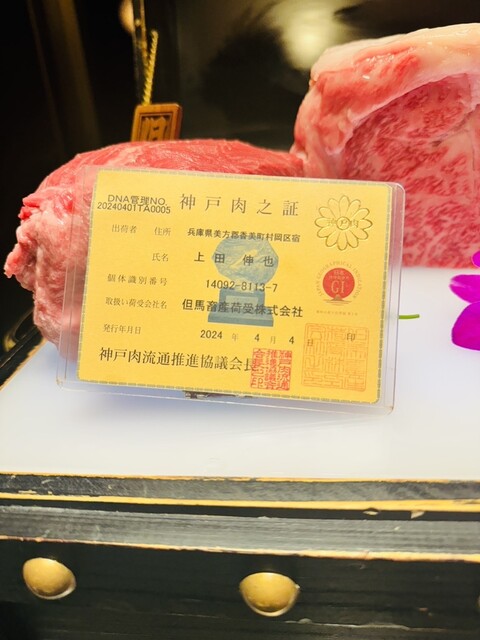 DNA管理NO.
20240401TA0005
神戸肉之証
出荷者 住所 兵庫県美方郡香美町村岡区宿
氏名 上田 伸也
個体識別番号 14092-8113-7
取扱い荷受会社名 但馬畜産荷受株式会社
発行年月日 2024 年 4 月 4 日 印
神戸肉流通推進協議会長
GI